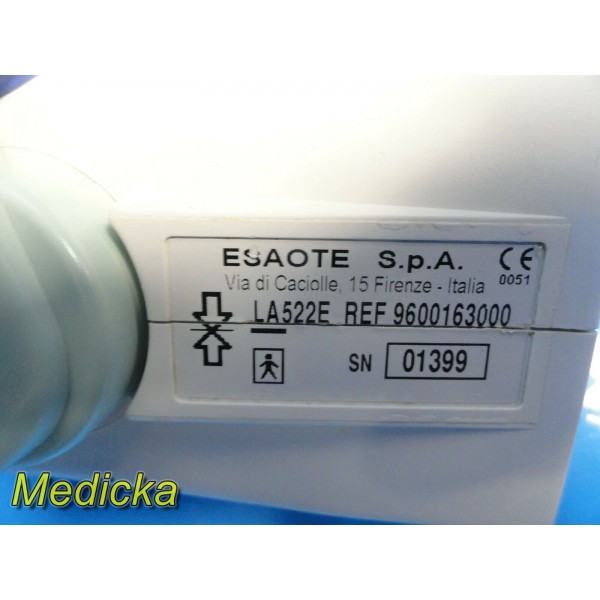 ESAOTE S.p.A.
Via di Caciolle, 15 Firenze - Italia
CE
0051
LA522E REF 9600163000
SN 01399
Medicka